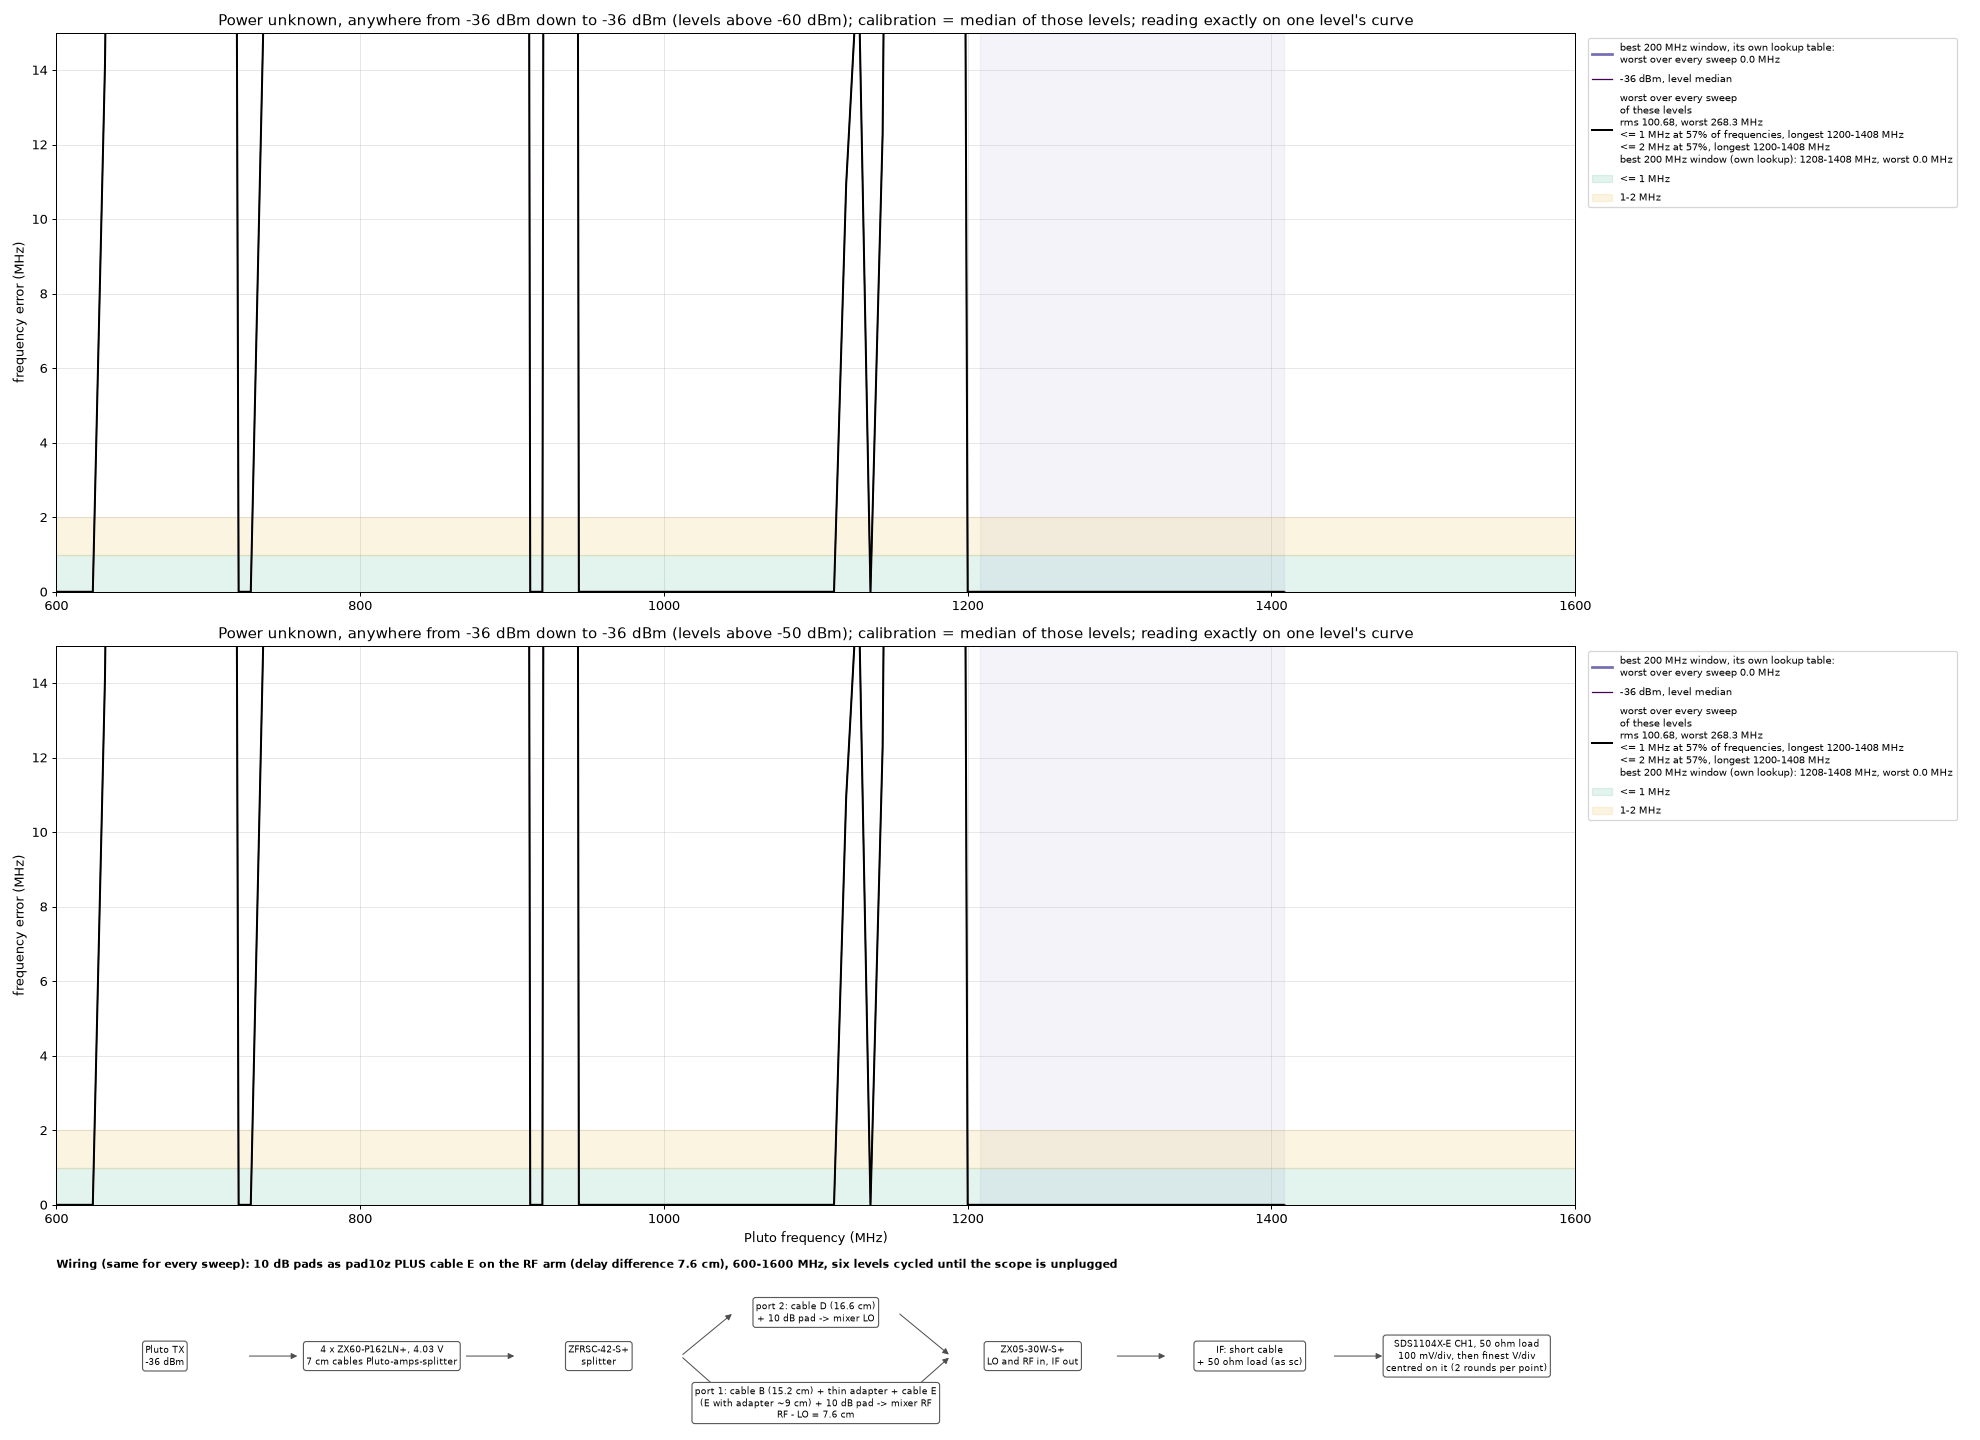 Power unknown, anywhere from -36 dBm down to -36 dBm (levels above -60 dBm); calibration = median of those levels; reading exactly on one level's curve
frequency error (MHz)
14
12
10
8
6
4
2
0
600
800
1000
1200
1400
1600
best 200 MHz window, its own lookup table:
worst over every sweep 0.0 MHz
-36 dBm, level median
worst over every sweep
of these levels
rms 100.68, worst 268.3 MHz
<= 1 MHz at 57% of frequencies, longest 1200-1408 MHz
<= 2 MHz at 57%, longest 1200-1408 MHz
best 200 MHz window (own lookup): 1208-1408 MHz, worst 0.0 MHz
<= 1 MHz
1-2 MHz
Power unknown, anywhere from -36 dBm down to -36 dBm (levels above -50 dBm); calibration = median of those levels; reading exactly on one level's curve
frequency error (MHz)
14
12
10
8
6
4
2
0
600
800
1000
1200
1400
1600
Pluto frequency (MHz)
best 200 MHz window, its own lookup table:
worst over every sweep 0.0 MHz
-36 dBm, level median
worst over every sweep
of these levels
rms 100.68, worst 268.3 MHz
<= 1 MHz at 57% of frequencies, longest 1200-1408 MHz
<= 2 MHz at 57%, longest 1200-1408 MHz
best 200 MHz window (own lookup): 1208-1408 MHz, worst 0.0 MHz
<= 1 MHz
1-2 MHz
Wiring (same for every sweep): 10 dB pads as pad10z PLUS cable E on the RF arm (delay difference 7.6 cm), 600-1600 MHz, six levels cycled until the scope is unplugged
Pluto TX
-36 dBm
4 x ZX60-P162LN+, 4.03 V
7 cm cables Pluto-amps-splitter
ZFRSC-42-S+
splitter
port 2: cable D (16.6 cm)
+ 10 dB pad -> mixer LO
port 1: cable B (15.2 cm) + thin adapter + cable E
(E with adapter ~9 cm) + 10 dB pad -> mixer RF
RF - LO = 7.6 cm
ZX05-30W-S+
LO and RF in, IF out
IF: short cable
+ 50 ohm load (as sc)
SDS1104X-E CH1, 50 ohm load
100 mV/div, then finest V/div
centred on it (2 rounds per point)